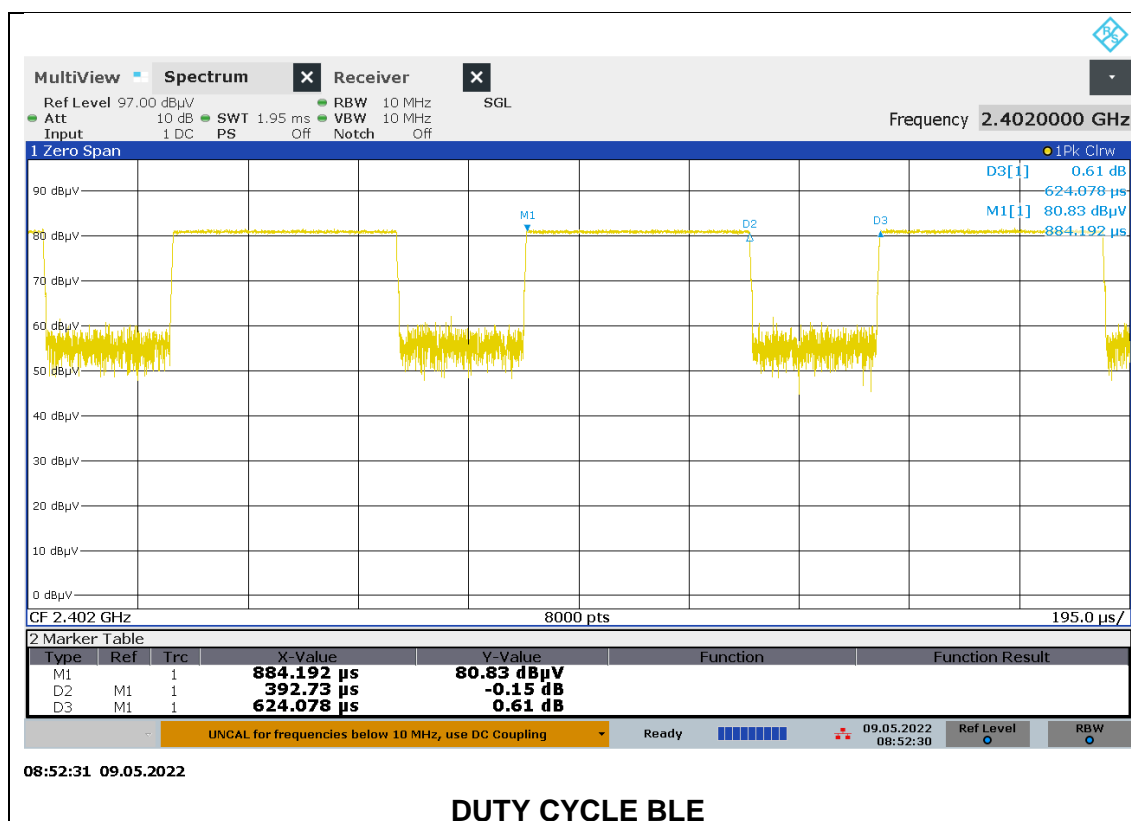 R&S
MultiView Spectrum X Receiver X
Ref Level 97.00 dBµV RBW 10 MHz SGL
Att 10 dB SWT 1.95 ms VBW 10 MHz Frequency 2.4020000 GHz
Input 1 DC PS Off Notch Off
1 Zero Span 1Pk Clrw
D3[1] 0.61 dB
624.078 µs
M1[1] 80.83 dBµV
884.192 µs
90 dBµV
M1
D2
D3
80 dBµV
70 dBµV
60 dBµV
50 dBµV
40 dBµV
30 dBµV
20 dBµV
10 dBµV
0 dBµV
CF 2.402 GHz 8000 pts 195.0 µs/
2 Marker Table
Type Ref Trc X-Value Y-Value Function Function Result
M1 1 884.192 µs 80.83 dBµV
D2 M1 1 392.73 µs -0.15 dB
D3 M1 1 624.078 µs 0.61 dB
UNCAL for frequencies below 10 MHz, use DC Coupling Ready 09.05.2022 08:52:30 Ref Level RBW
08:52:31 09.05.2022
DUTY CYCLE BLE